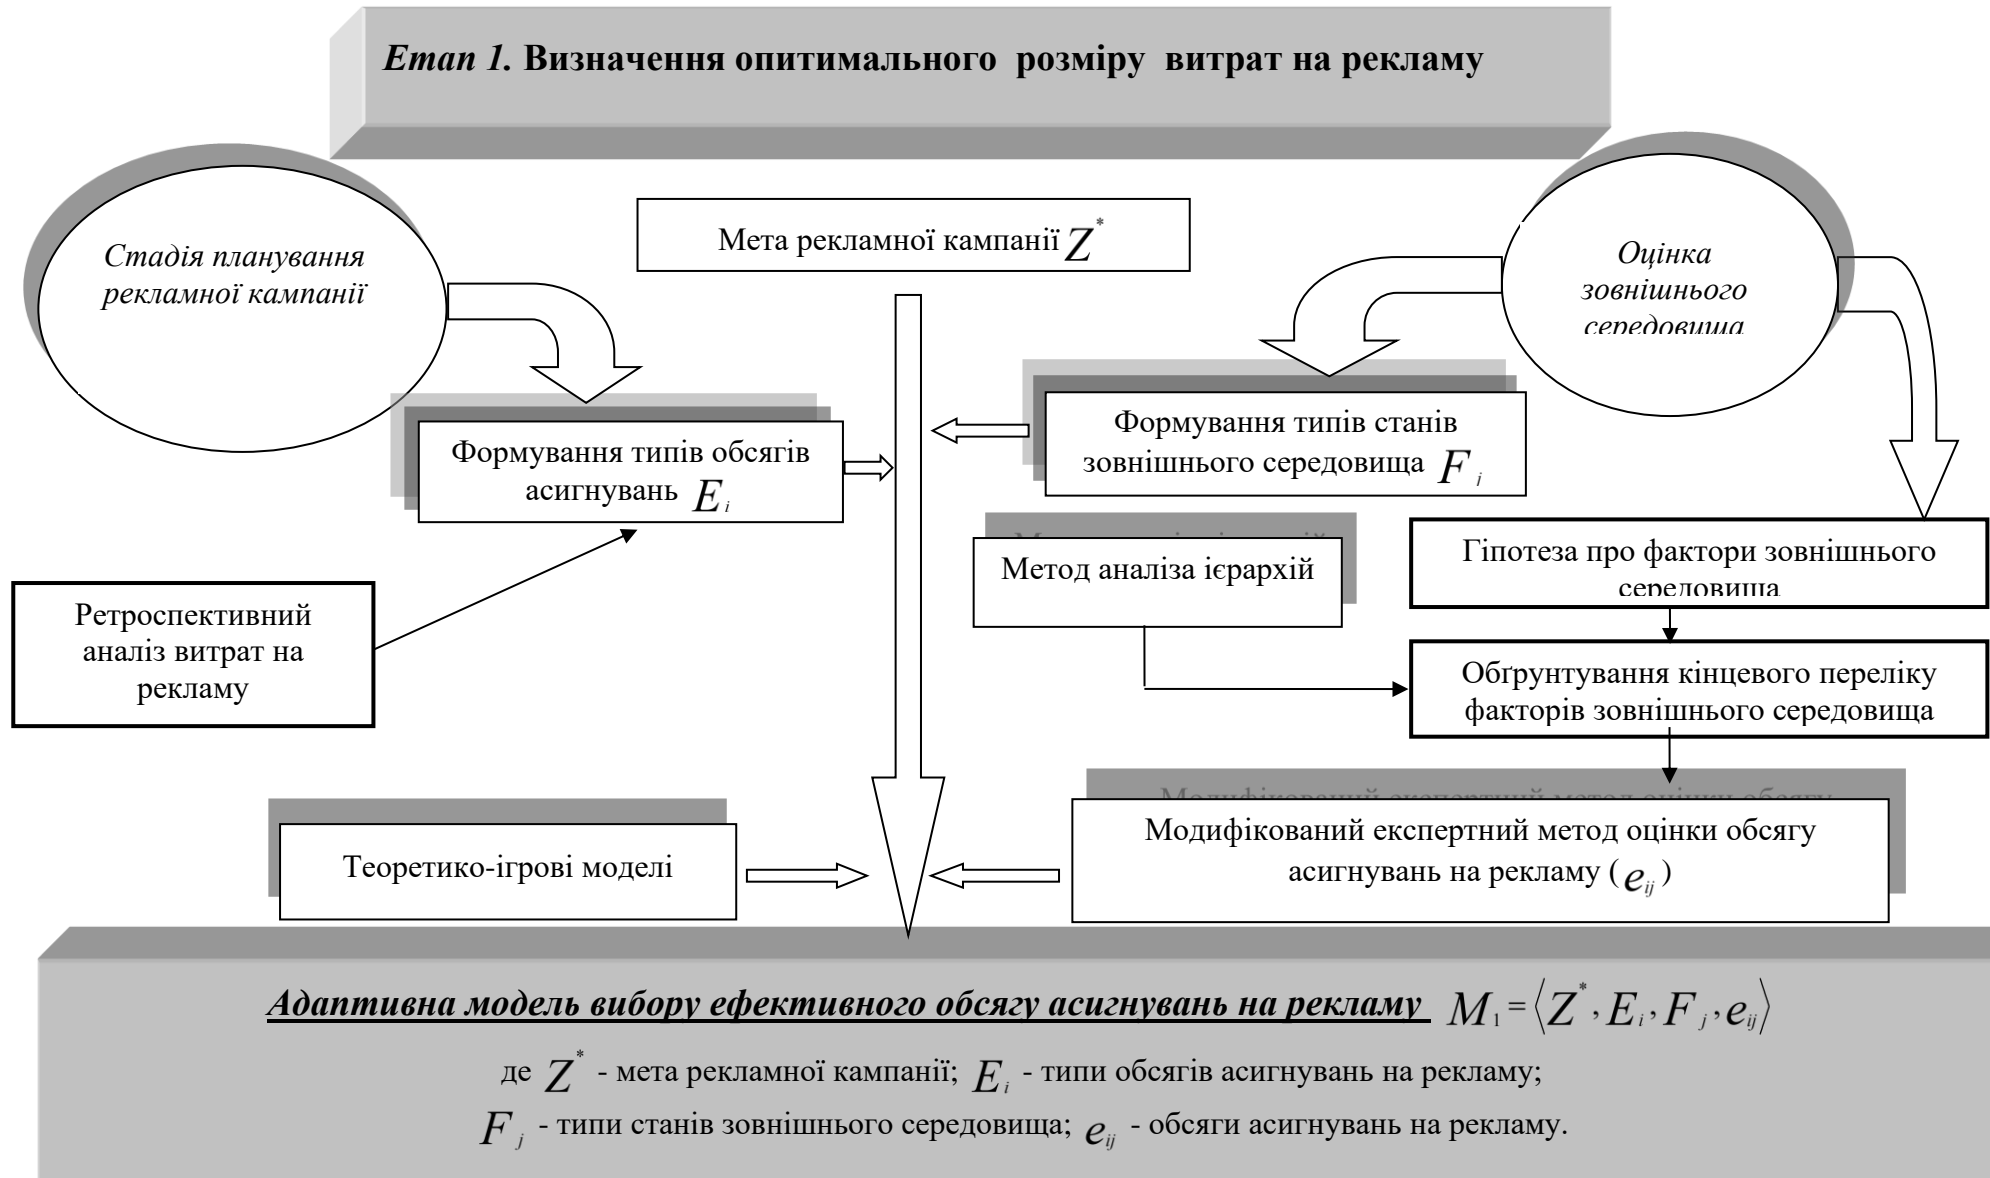 Етап 1. Визначення опитимального розміру витрат на рекламу
Стадія планування
рекламної кампанії
Мета рекламної кампанії Z*
Оцінка
зовнішнього
середовища
Формування типів обсягів
асигнувань E_i
Формування типів станів
зовнішнього середовища F_j
Метод аналіза ієрархій
Гіпотеза про фактори зовнішнього
середовища
Ретроспективний
аналіз витрат на
рекламу
Обґрунтування кінцевого переліку
факторів зовнішнього середовища
Теоретико-ігрові моделі
Модифікований експертний метод оцінки обсягу
асигнувань на рекламу (e_ij)
Адаптивна модель вибору ефективного обсягу асигнувань на рекламу M_1 = ⟨Z*, E_i, F_j, e_ij⟩
де Z* - мета рекламної кампанії; E_i - типи обсягів асигнувань на рекламу;
F_j - типи станів зовнішнього середовища; e_ij - обсяги асигнувань на рекламу.